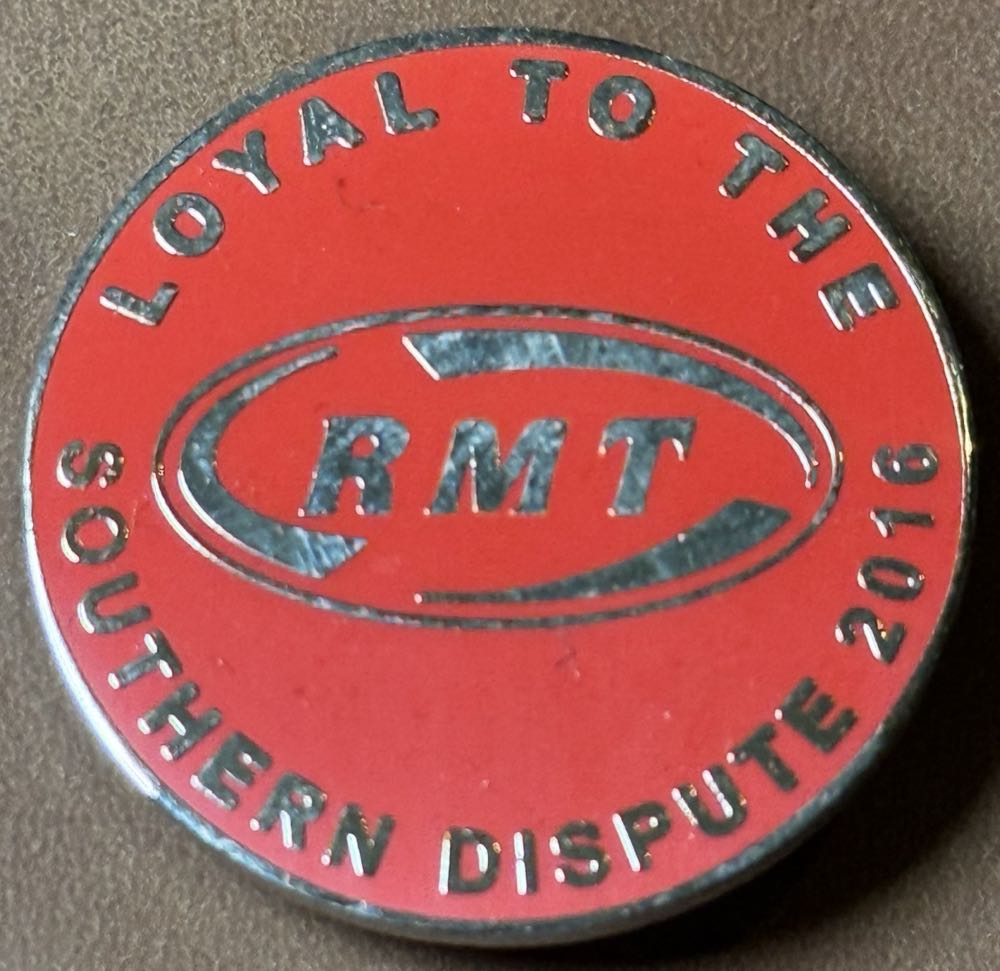 LOYAL TO THE
RMT
SOUTHERN DISPUTE 2016